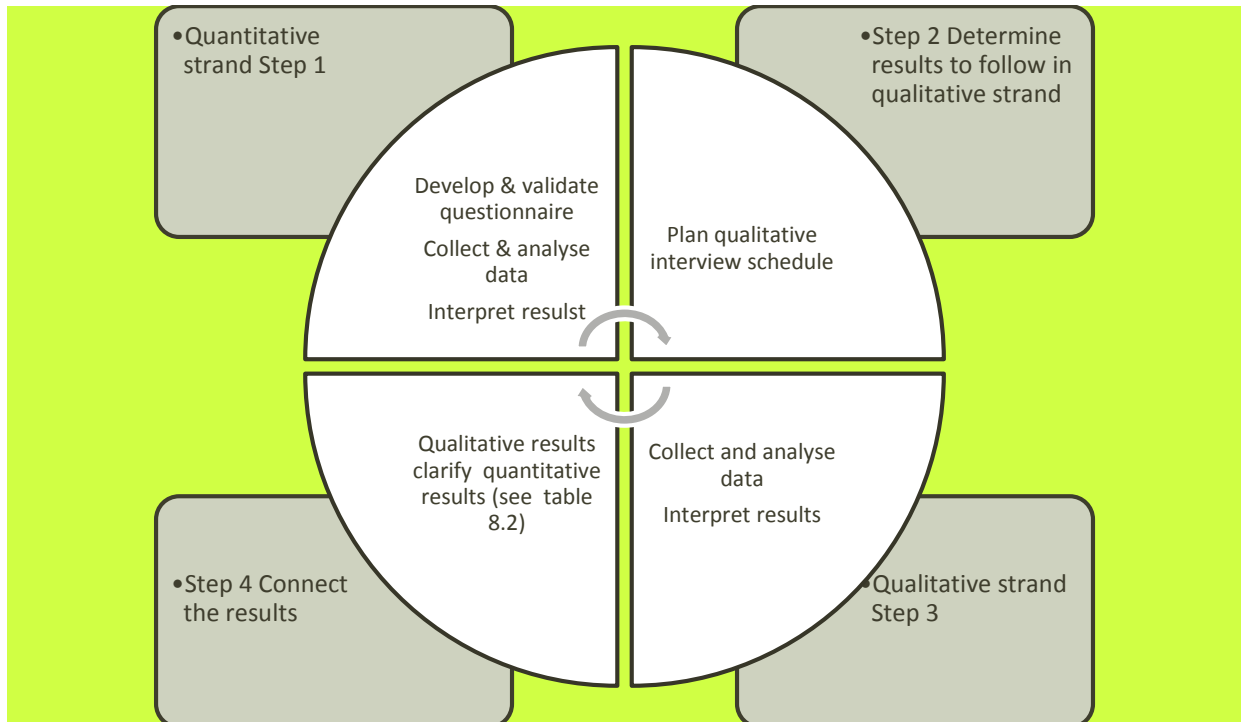 •Quantitative
strand Step 1
•Step 2 Determine
results to follow in
qualitative strand
Develop & validate
questionnaire
Collect & analyse
data
Interpret resulst
Plan qualitative
interview schedule
Qualitative results
clarify quantitative
results (see table
8.2)
Collect and analyse
data
Interpret results
•Step 4 Connect
the results
•Qualitative strand
Step 3